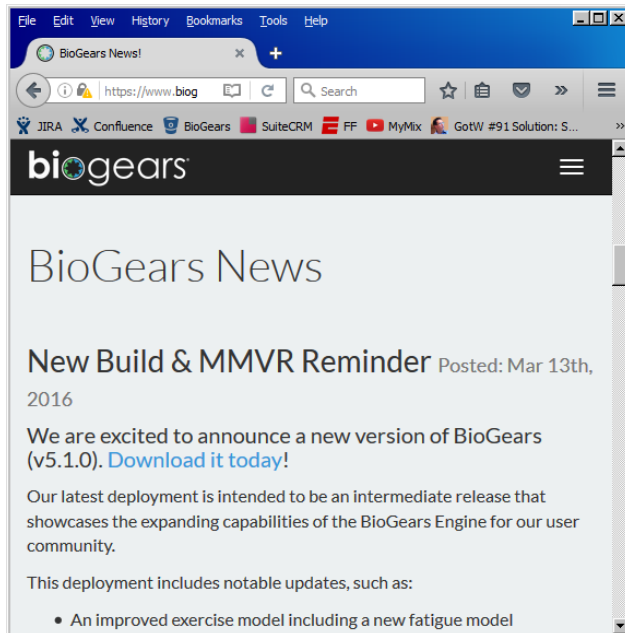 File Edit View History Bookmarks Tools Help
BioGears News!
https://www.biog Search
JIRA Confluence BioGears SuiteCRM FF MyMix GotW #91 Solution: S...
biogears
BioGears News
New Build & MMVR Reminder Posted: Mar 13th,
2016
We are excited to announce a new version of BioGears
(v5.1.0). Download it today!
Our latest deployment is intended to be an intermediate release that
showcases the expanding capabilities of the BioGears Engine for our user
community.
This deployment includes notable updates, such as:
• An improved exercise model including a new fatigue model